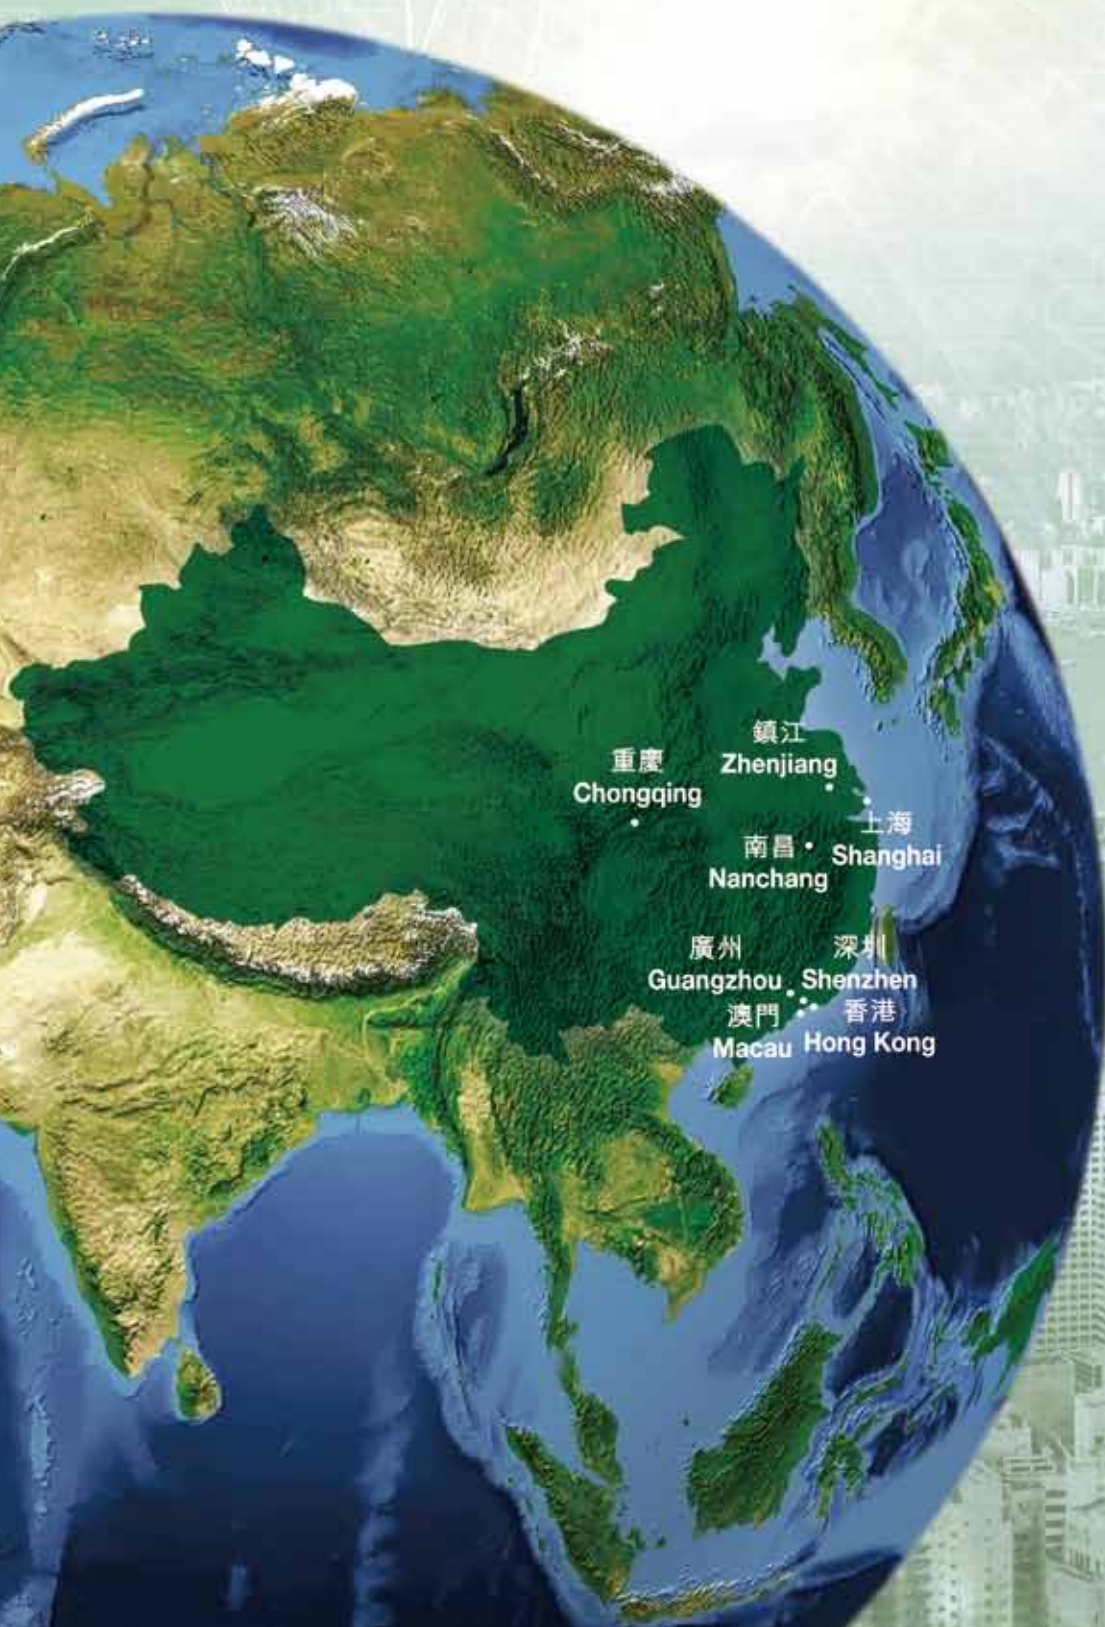 鎮江
Zhenjiang
重慶
Chongqing
上海
Shanghai
南昌
Nanchang
廣州
Guangzhou
深圳
Shenzhen
澳門
Macau
香港
Hong Kong